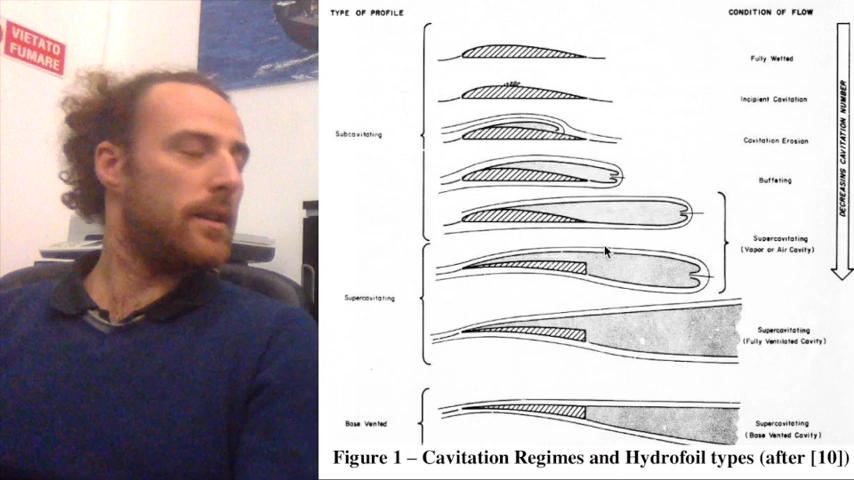 VIETATO
FUMARE
TYPE OF PROFILE
CONDITION OF FLOW
Fully Wetted
Incipient Cavitation
Subcavitating
Cavitation Erosion
Buffeting
Supercavitating
(Vapor or Air Cavity)
Supercavitating
Supercavitating
(Fully Ventilated Cavity)
Base Vented
Supercavitating
(Base Vented Cavity)
DECREASING CAVITATION NUMBER
Figure 1 – Cavitation Regimes and Hydrofoil types (after [10])